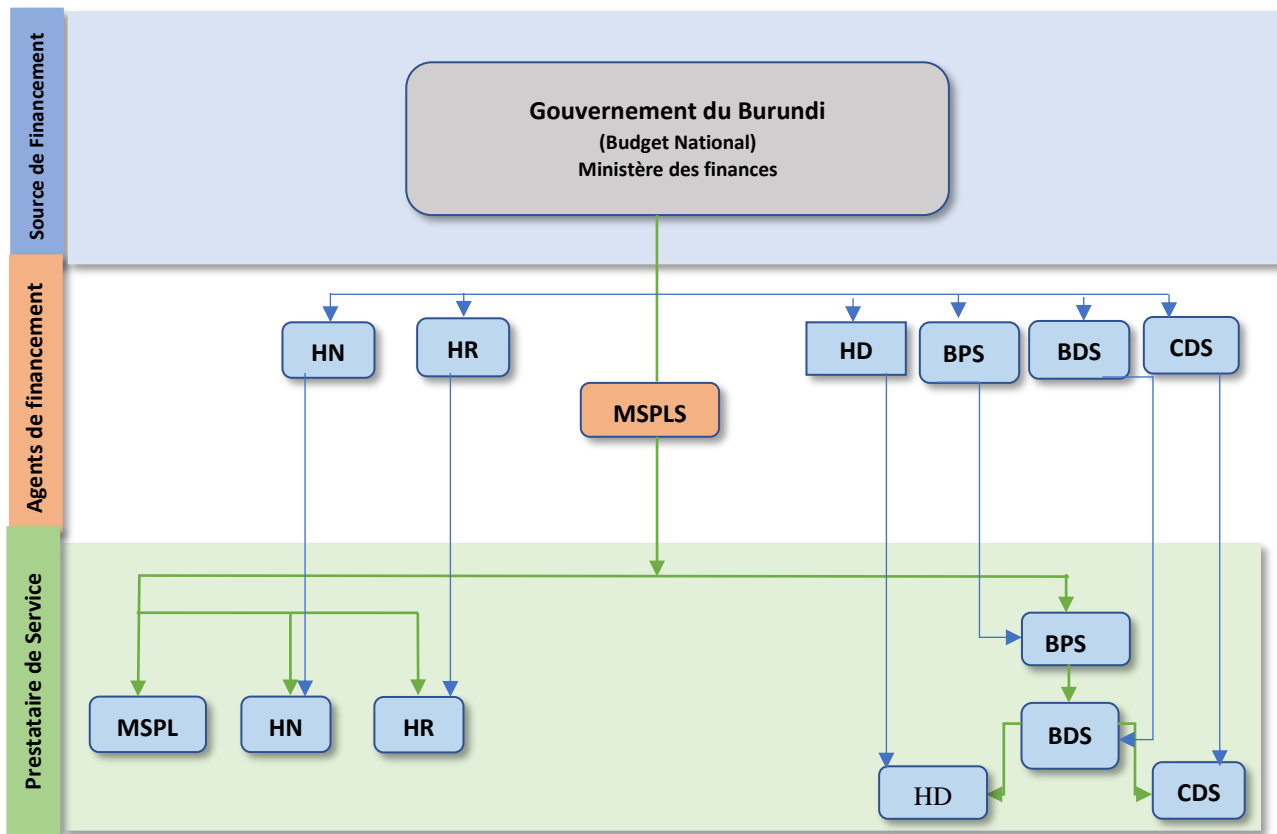 Source de Financement
Gouvernement du Burundi
(Budget National)
Ministère des finances
Agents de financement
HN
HR
HD
BPS
BDS
CDS
MSPLS
Prestataire de Service
BPS
MSPL
HN
HR
BDS
HD
CDS